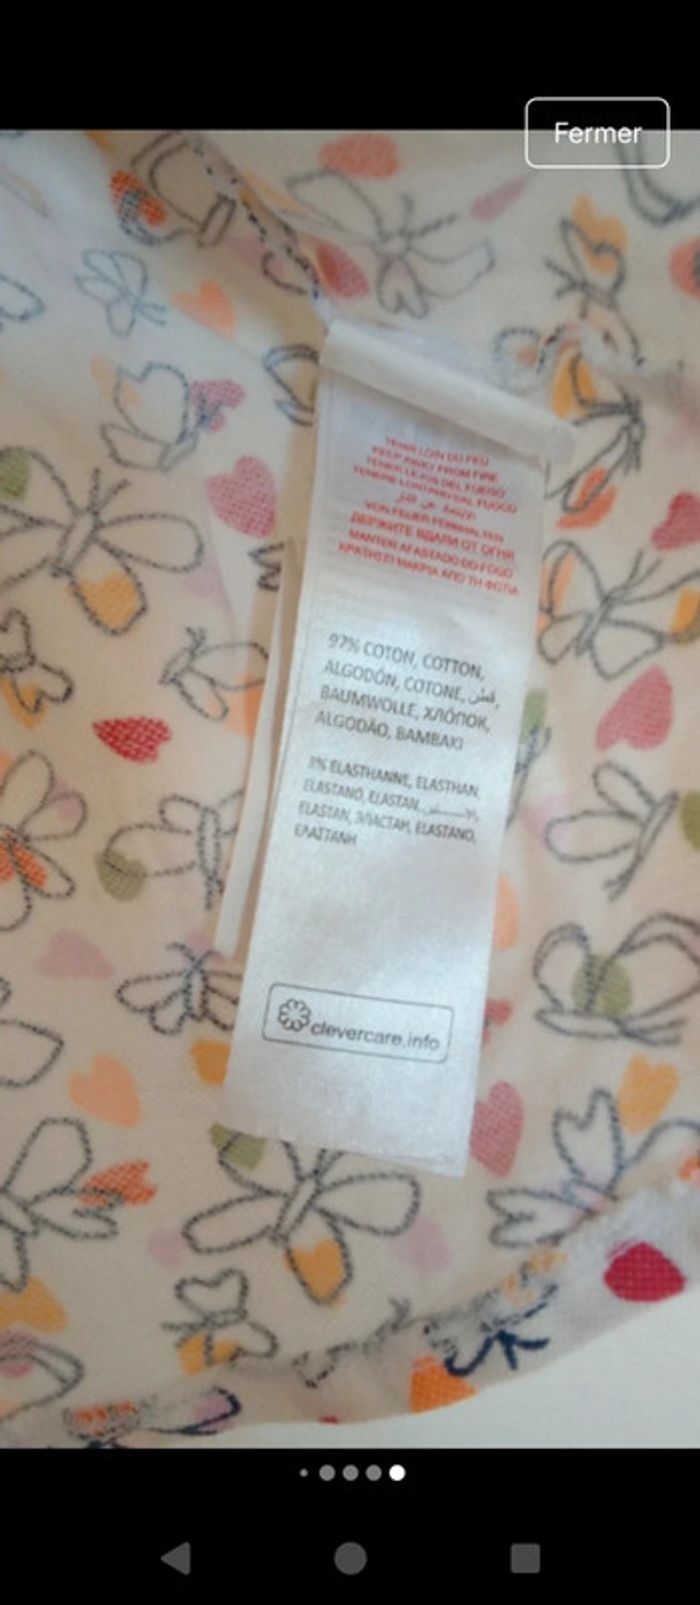 Fermer
TENIR LOIN DU FEU
KEEP AWAY FROM FIRE
TENER LEJOS DEL FUEGO
TENERE LONTANO DAL FUOCO
VON FEUER FERNHALTEN
ДЕРЖИТЕ ВДАЛИ ОТ ОГНЯ
MANTER AFASTADO DO FOGO
ΚΡΑΤΗΣΤΕ ΜΑΚΡΙΑ ΑΠΟ ΤΗ ΦΩΤΙΑ
97% COTON, COTTON,
ALGODÓN, COTONE, قطن,
BAUMWOLLE, ХЛОПОК,
ALGODÃO, ΒΑΜΒΑΚΙ
3% ELASTHANNE, ELASTHAN,
ELASTANO, ELASTAN,
ELASTAN, ЭЛАСТАН, ELASTANO,
ΕΛΑΣΤΑΝΗ
clevercare.info